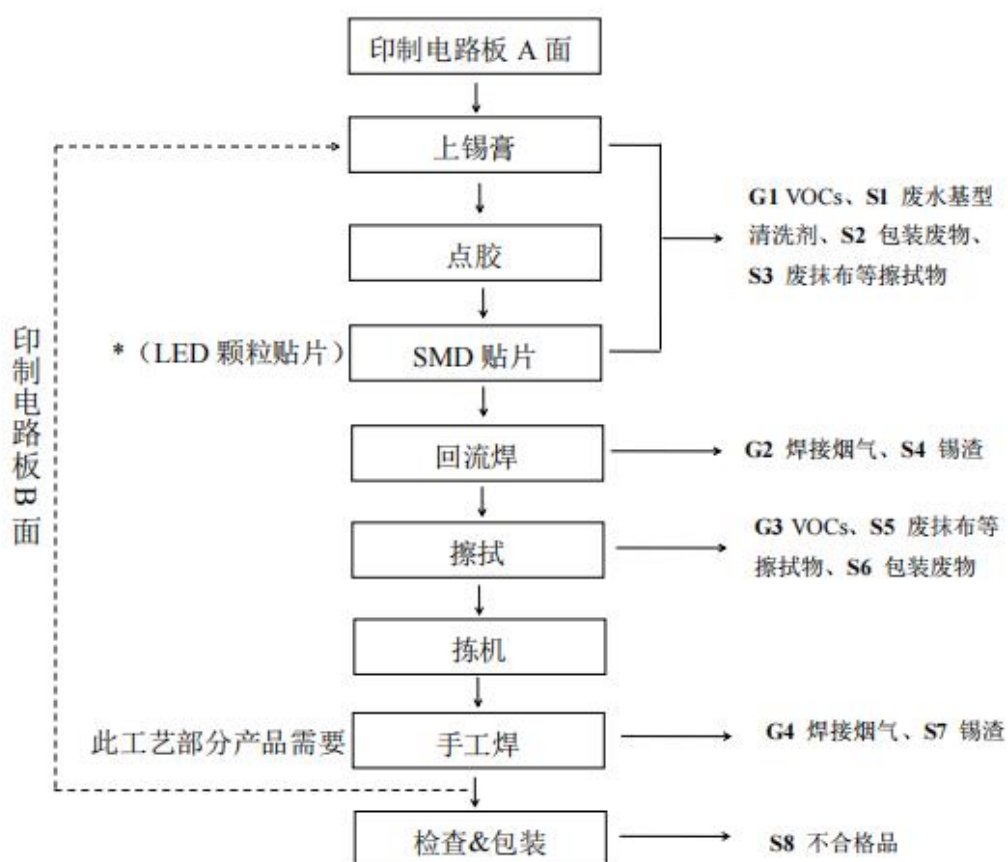 印制电路板 A 面
上锡膏
G1 VOCs、S1 废水基型
清洗剂、S2 包装废物、
S3 废抹布等擦拭物
点胶
*（LED 颗粒贴片）
SMD 贴片
印制电路板 B 面
回流焊
G2 焊接烟气、S4 锡渣
G3 VOCs、S5 废抹布等
擦拭物、S6 包装废物
擦拭
拣机
此工艺部分产品需要
手工焊
G4 焊接烟气、S7 锡渣
检查&包装
S8 不合格品